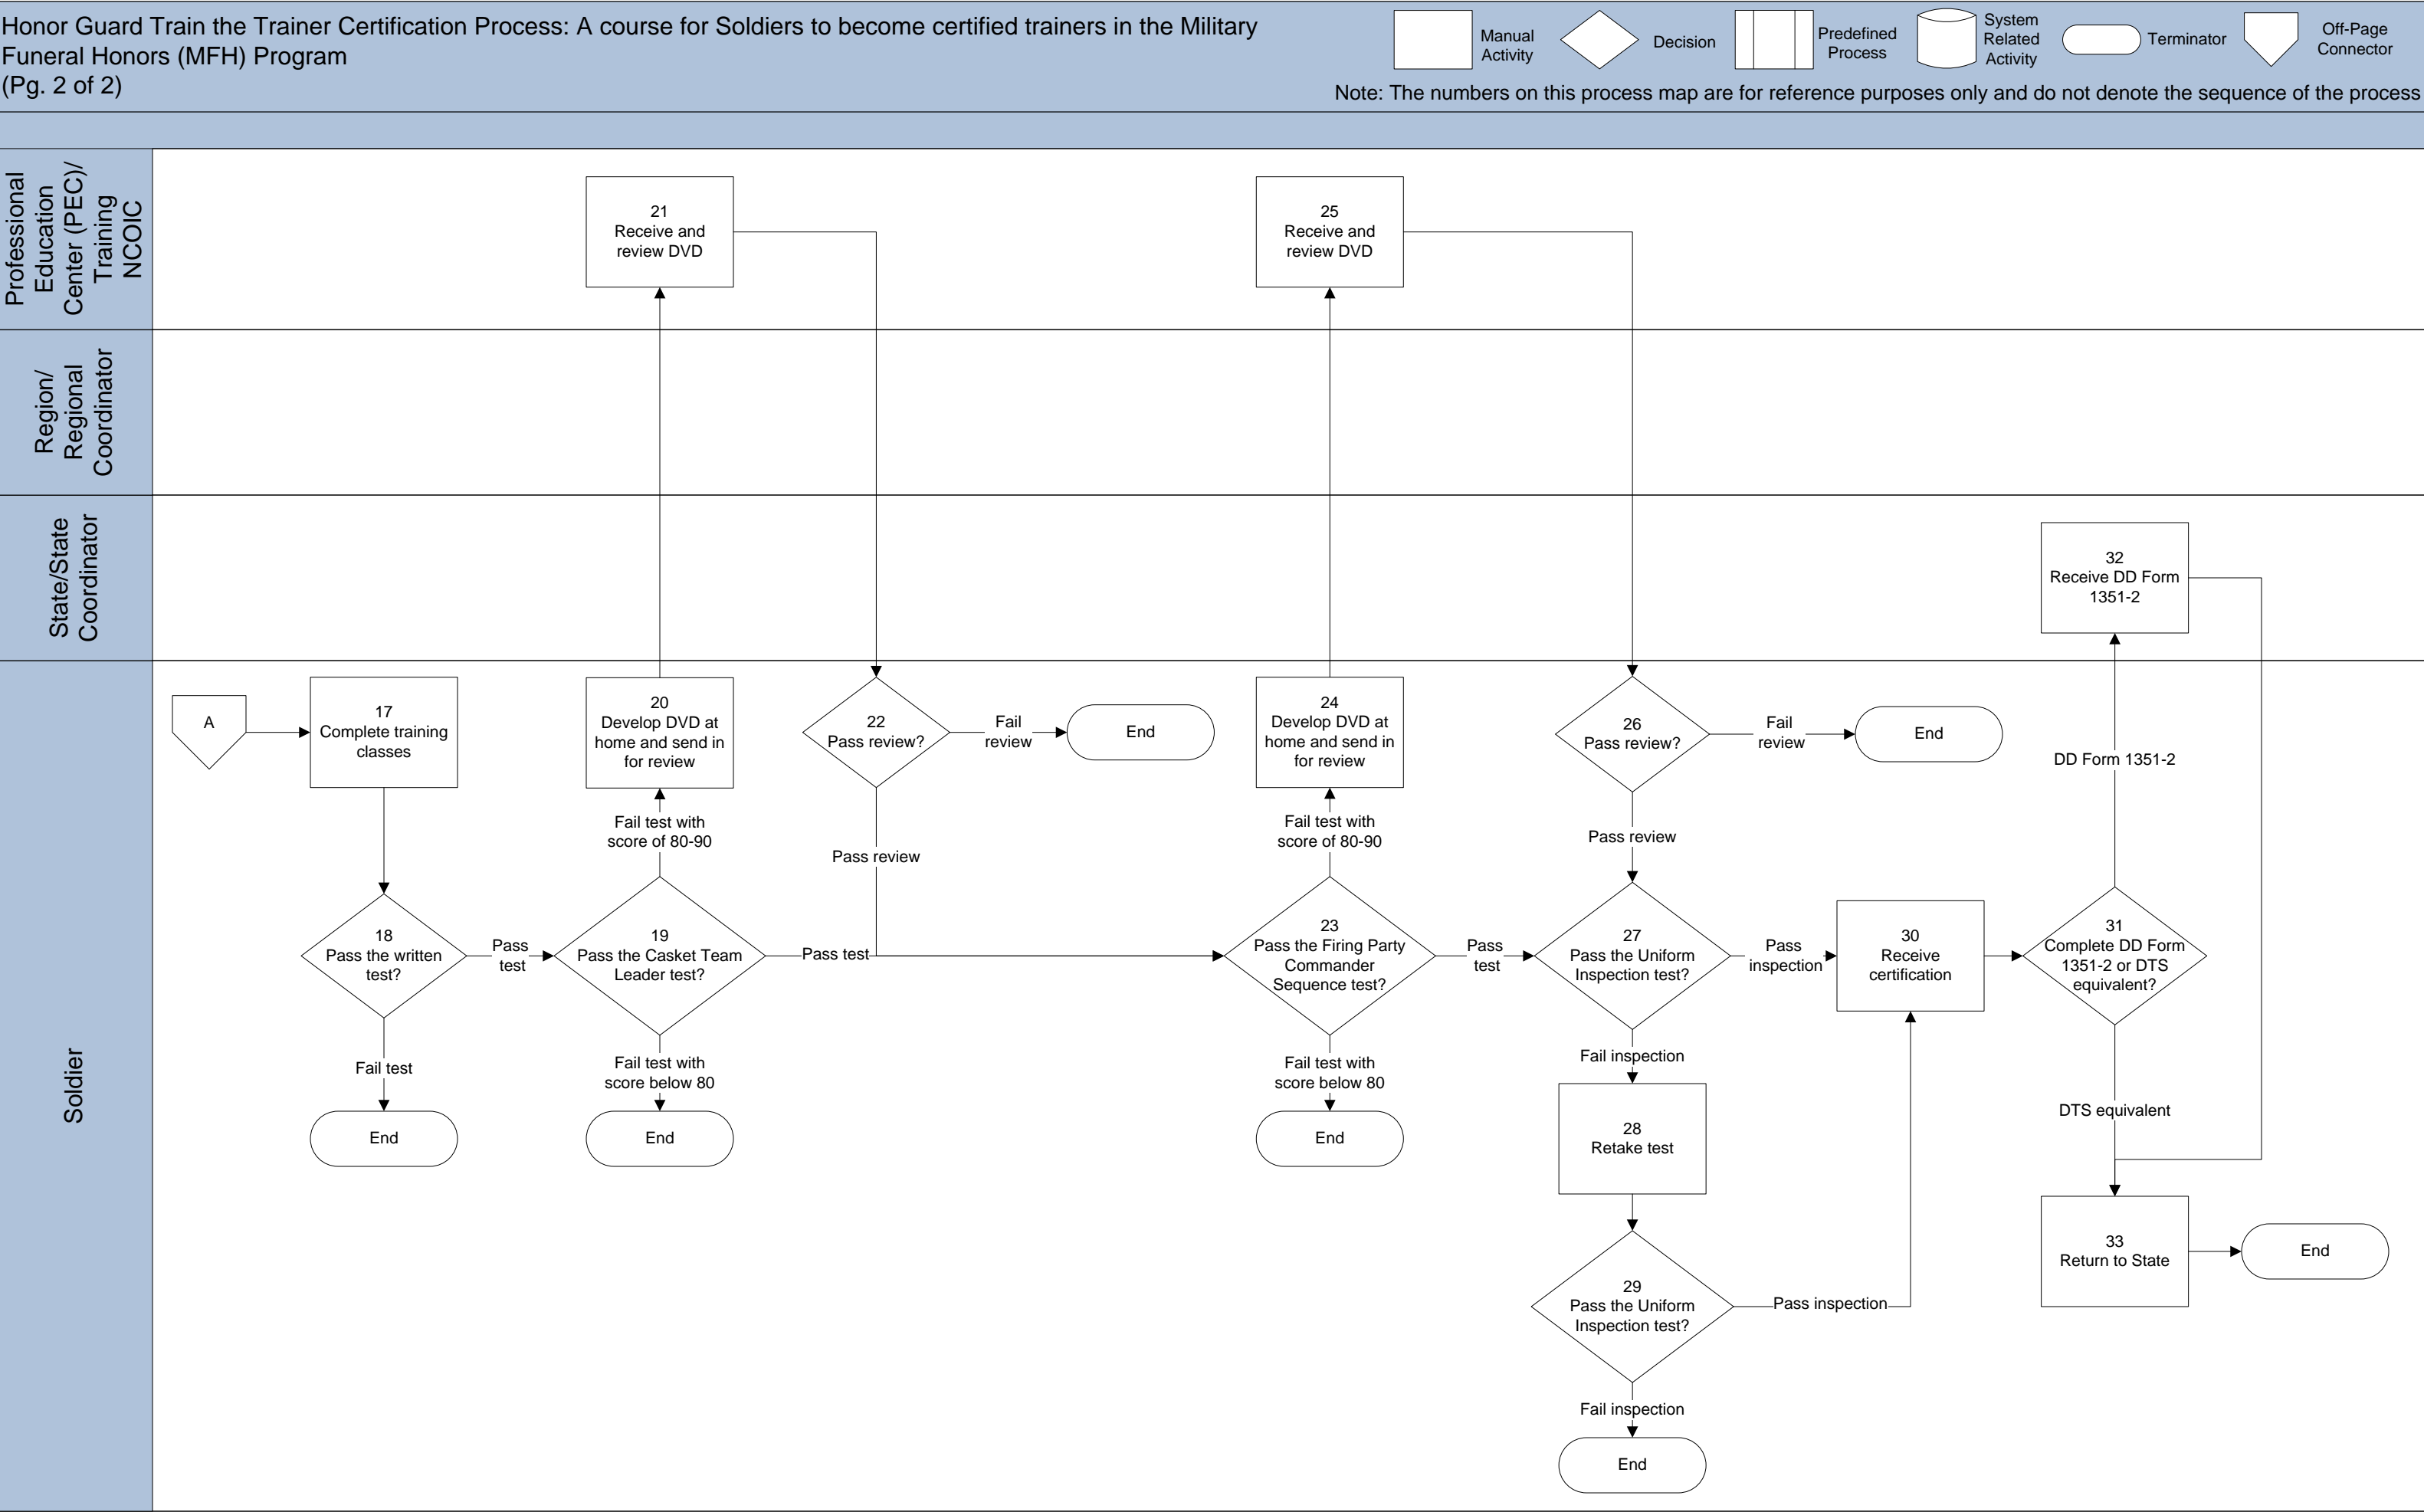 Honor Guard Train the Trainer Certification Process: A course for Soldiers to become certified trainers in the Military
Funeral Honors (MFH) Program
(Pg. 2 of 2)
Manual
Activity
Decision
Predefined
Process
System
Related
Activity
Terminator
Off-Page
Connector
Note: The numbers on this process map are for reference purposes only and do not denote the sequence of the process
Professional
Education
Center (PEC)/
Training
NCOIC
21
Receive and
review DVD
25
Receive and
review DVD
Region/
Regional
Coordinator
State/State
Coordinator
32
Receive DD Form
1351-2
Soldier
A
17
Complete training
classes
20
Develop DVD at
home and send in
for review
22
Pass review?
Fail
review
End
24
Develop DVD at
home and send in
for review
26
Pass review?
Fail
review
End
DD Form 1351-2
Fail test with
score of 80-90
Pass review
Fail test with
score of 80-90
Pass review
18
Pass the written
test?
Pass
test
19
Pass the Casket Team
Leader test?
Pass test
23
Pass the Firing Party
Commander
Sequence test?
Pass
test
27
Pass the Uniform
Inspection test?
Pass
inspection
30
Receive
certification
31
Complete DD Form
1351-2 or DTS
equivalent?
Fail test
Fail test with
score below 80
Fail test with
score below 80
Fail inspection
DTS equivalent
End
End
End
28
Retake test
33
Return to State
End
29
Pass the Uniform
Inspection test?
Pass inspection
Fail inspection
End